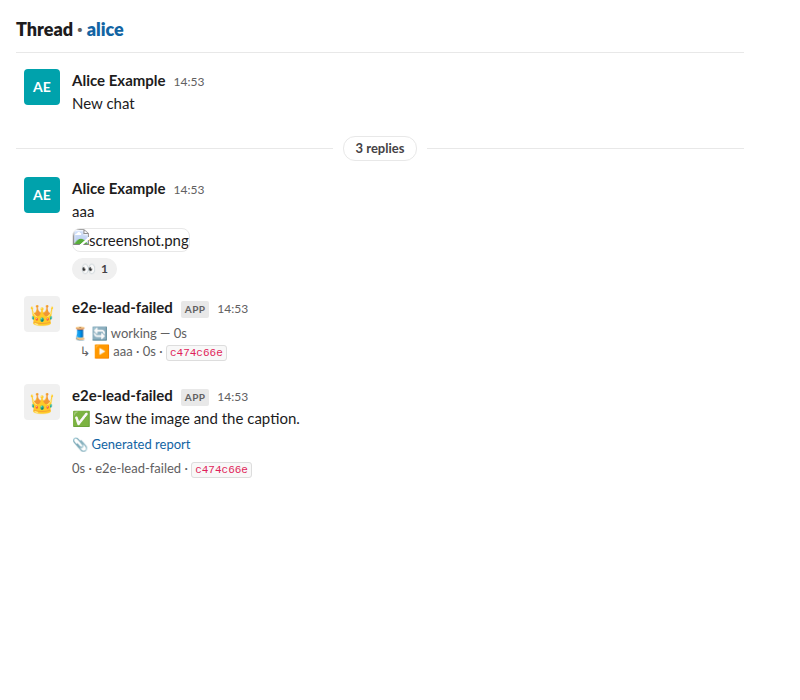 Thread · alice
AE
Alice Example 14:53
New chat
3 replies
AE
Alice Example 14:53
aaa
screenshot.png
👀 1
e2e-lead-failed APP 14:53
🧵 🔄 working — 0s
↳ ▶️ aaa · 0s · c474c66e
e2e-lead-failed APP 14:53
✅ Saw the image and the caption.
📎 Generated report
0s · e2e-lead-failed · c474c66e